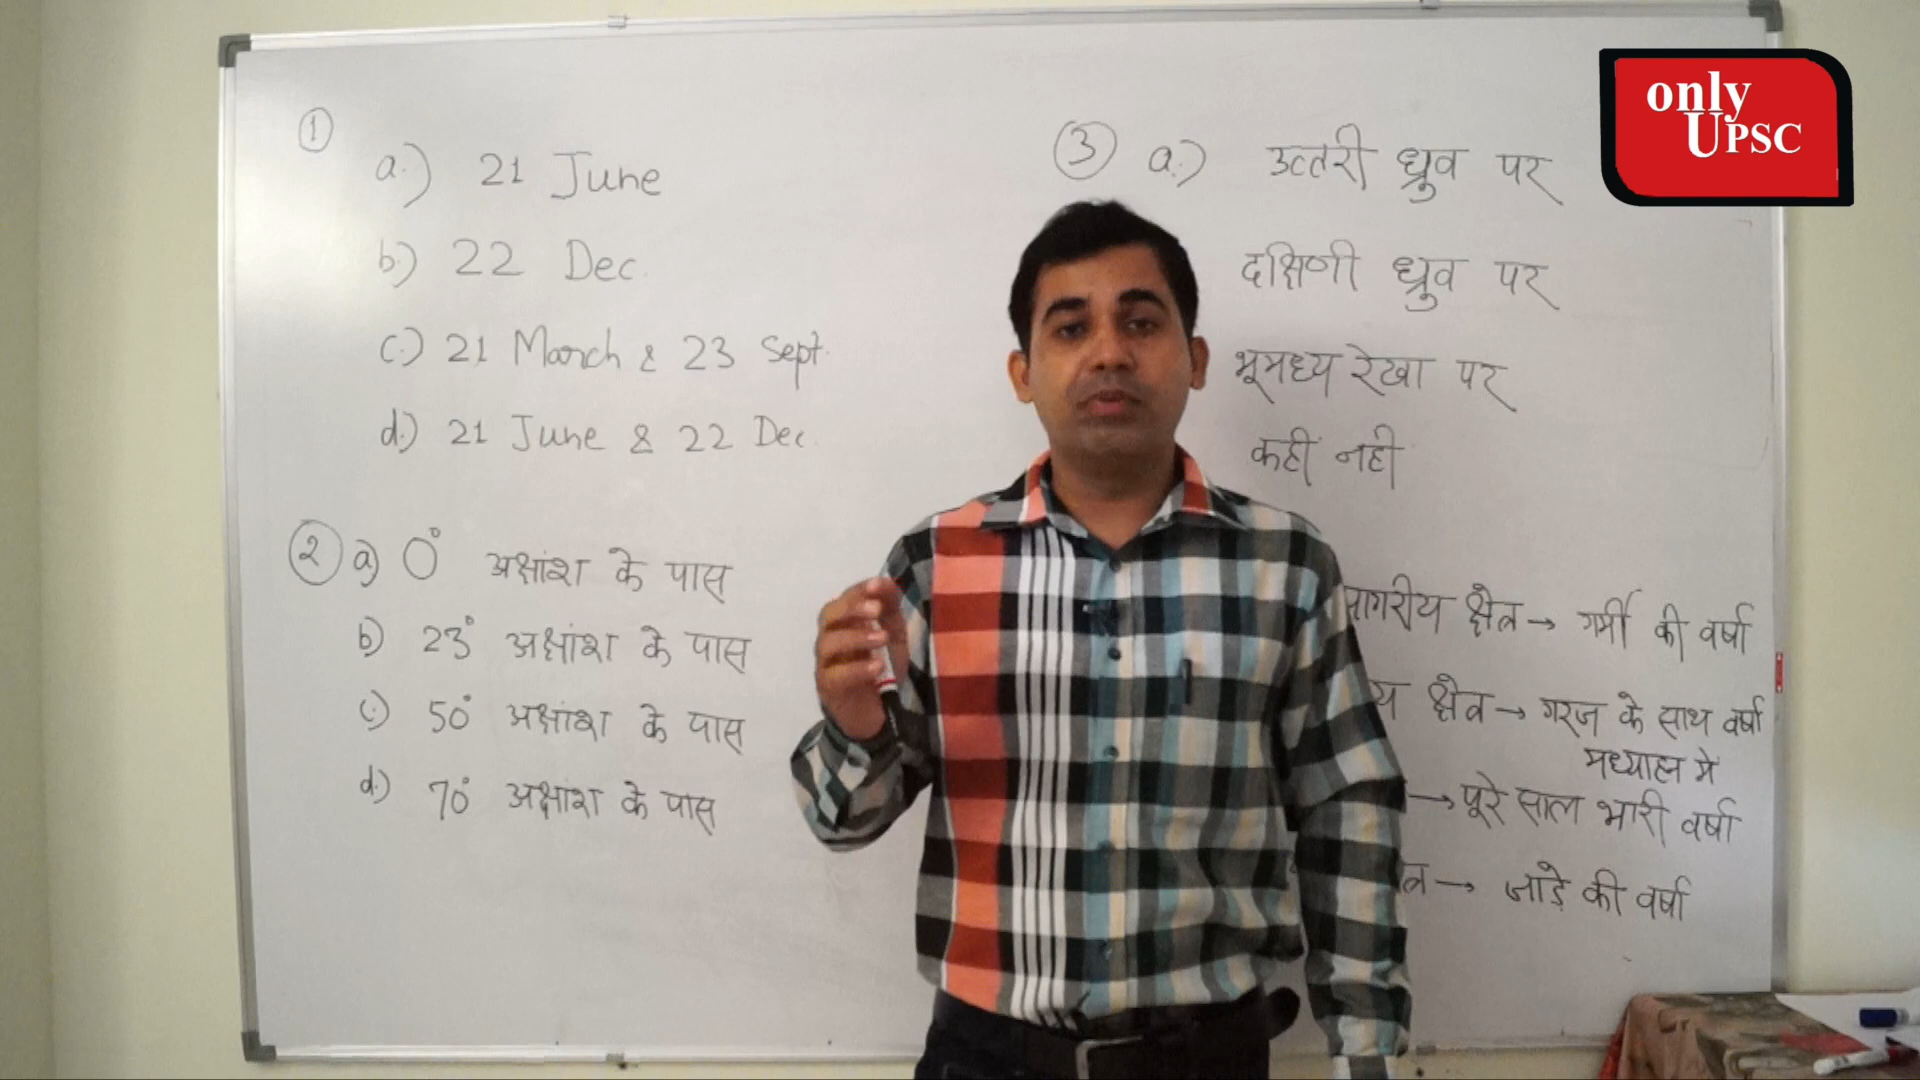 ①
a.) 21 June
b.) 22 Dec.
c.) 21 March & 23 Sept.
d.) 21 June & 22 Dec.
② a) 0° अक्षांश के पास
b) 23° अक्षांश के पास
c.) 50° अक्षांश के पास
d.) 70° अक्षांश के पास
③ a.) उत्तरी ध्रुव पर
दक्षिणी ध्रुव पर
भूमध्य रेखा पर
कहीं नहीं
सागरीय क्षेत्र → गर्मी की वर्षा
क्षेत्र → गरज के साथ वर्षा
मध्याह्न मे
→ पूरे साल भारी वर्षा
→ जाड़े की वर्षा
only
UPSC